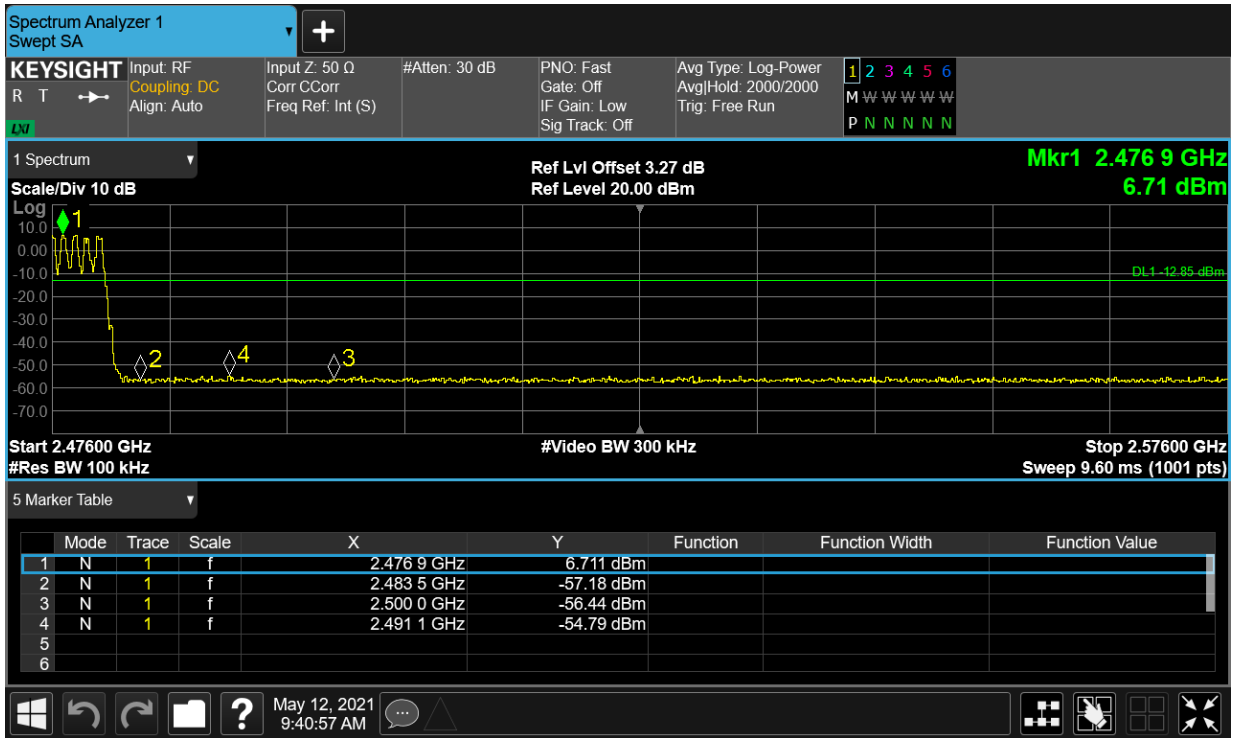 Spectrum Analyzer 1
Swept SA
▼
+
KEYSIGHT
R T
LXI
Input: RF
Coupling: DC
Align: Auto
Input Z: 50 Ω
Corr CCorr
Freq Ref: Int (S)
#Atten: 30 dB
PNO: Fast
Gate: Off
IF Gain: Low
Sig Track: Off
Avg Type: Log-Power
Avg|Hold: 2000/2000
Trig: Free Run
1 2 3 4 5 6
M W W W W W
P N N N N N
1 Spectrum ▼
Scale/Div 10 dB
Ref Lvl Offset 3.27 dB
Ref Level 20.00 dBm
Mkr1 2.476 9 GHz
6.71 dBm
Log
10.0
0.00
-10.0
-20.0
-30.0
-40.0
-50.0
-60.0
-70.0
1
DL1 -12.85 dBm
2
4
3
Start 2.47600 GHz
#Res BW 100 kHz
#Video BW 300 kHz
Stop 2.57600 GHz
Sweep 9.60 ms (1001 pts)
5 Marker Table ▼
Mode Trace Scale X Y Function Function Width Function Value
1 N 1 f 2.476 9 GHz 6.711 dBm
2 N 1 f 2.483 5 GHz -57.18 dBm
3 N 1 f 2.500 0 GHz -56.44 dBm
4 N 1 f 2.491 1 GHz -54.79 dBm
5
6
?
May 12, 2021
9:40:57 AM